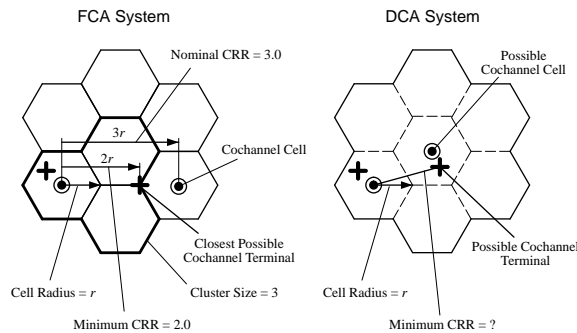 FCA System
Nominal CRR = 3.0
3r
2r
Cochannel Cell
Closest Possible
Cochannel Terminal
Cell Radius = r
Cluster Size = 3
Minimum CRR = 2.0
DCA System
Possible
Cochannel Cell
Possible Cochannel
Terminal
Cell Radius = r
Minimum CRR = ?